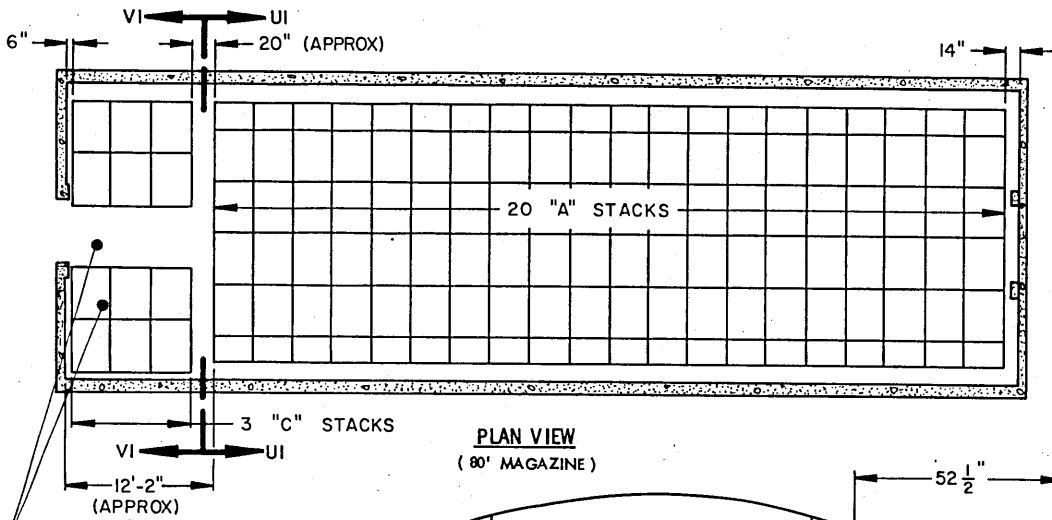 VI UI
6" 20" (APPROX) 14"
20 "A" STACKS
3 "C" STACKS
VI UI
PLAN VIEW
( 80' MAGAZINE )
12'-2"
(APPROX)
52 1/2"